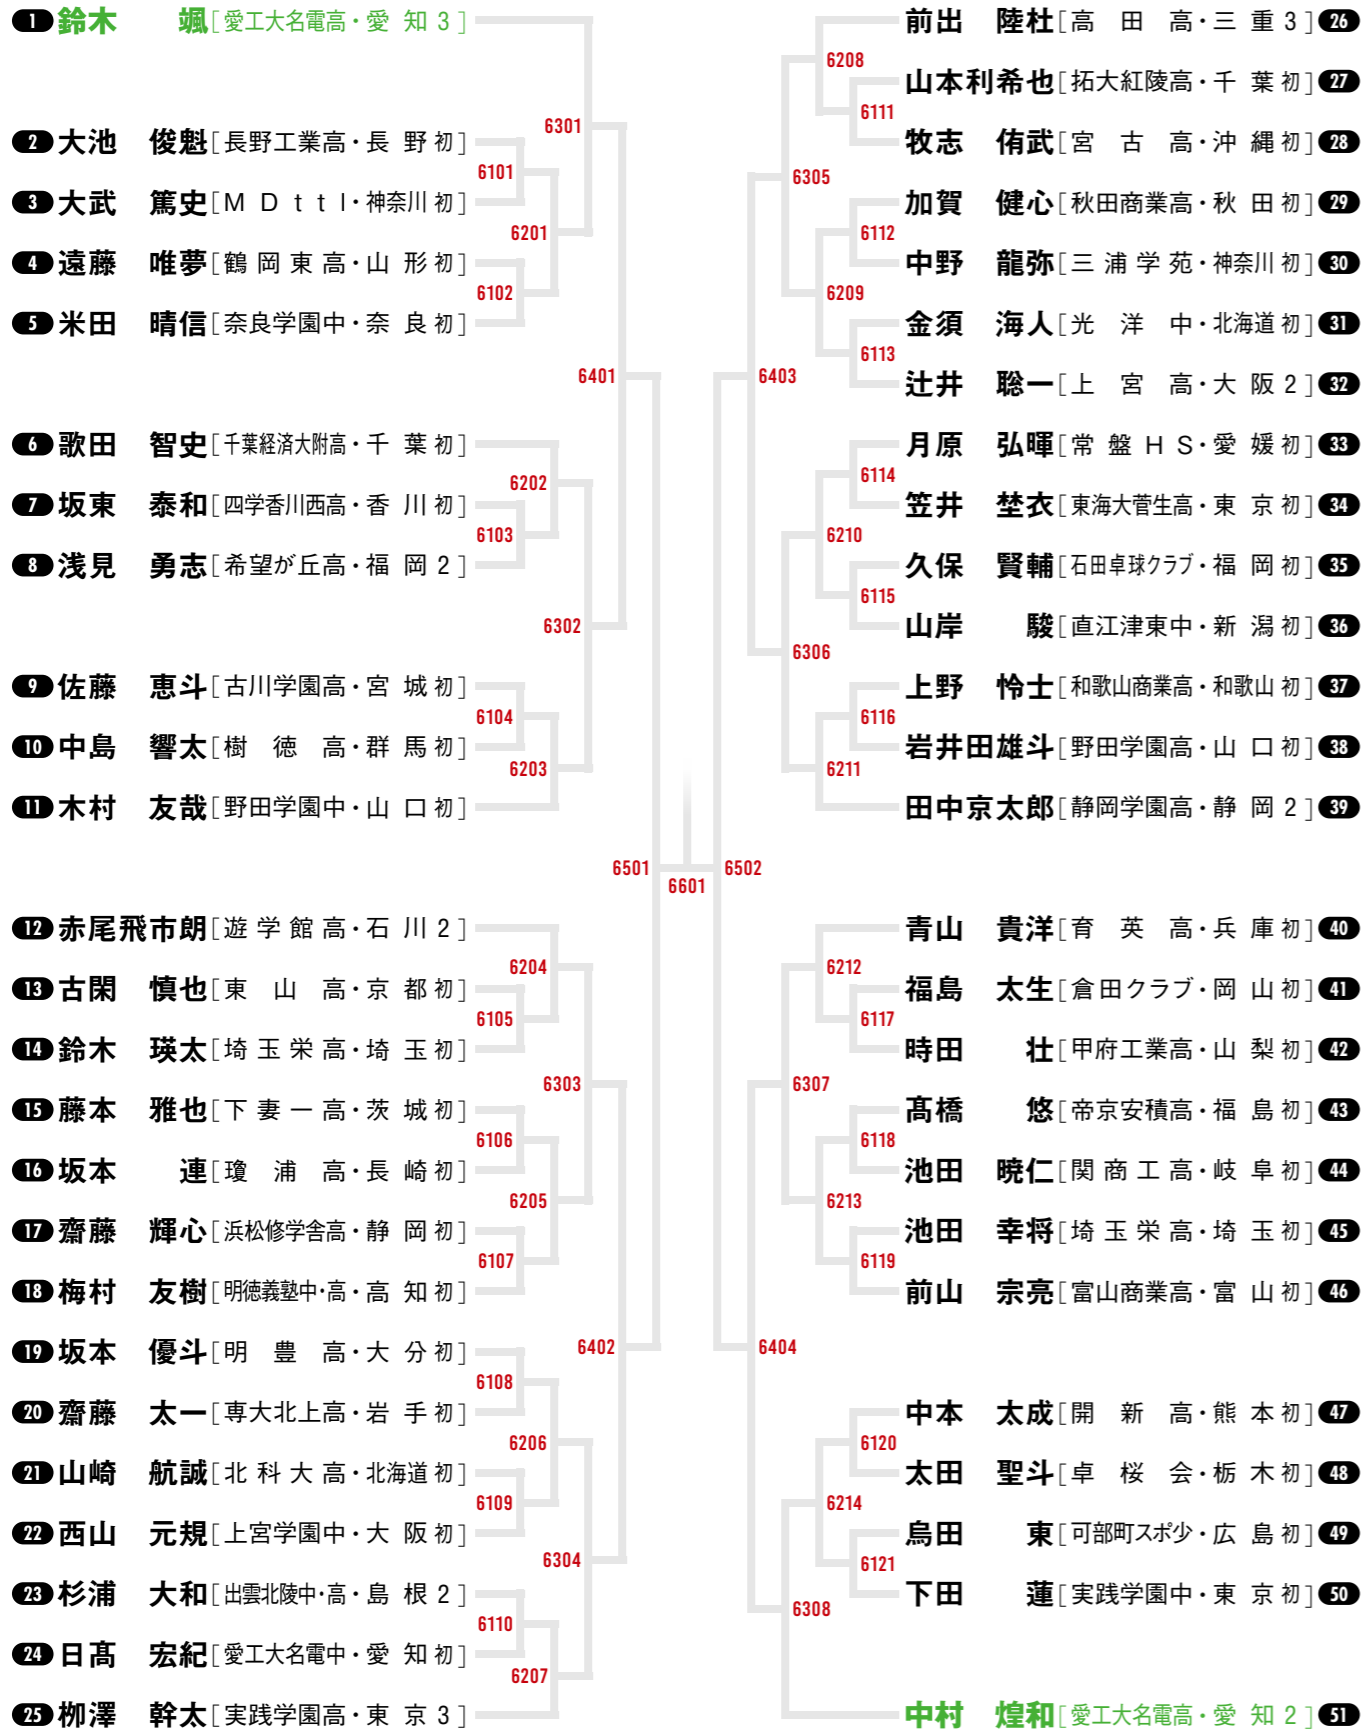 1 鈴木 颯[愛工大名電高・愛知3]
2 大池 俊魁[長野工業高・長野初]
3 大武 篤史[MDttl・神奈川初]
4 遠藤 唯夢[鶴岡東高・山形初]
5 米田 晴信[奈良学園中・奈良初]
6 歌田 智史[千葉経済大附高・千葉初]
7 坂東 泰和[四学香川西高・香川初]
8 浅見 勇志[希望が丘高・福岡2]
9 佐藤 恵斗[古川学園高・宮城初]
10 中島 響太[樹徳高・群馬初]
11 木村 友哉[野田学園中・山口初]
12 赤尾飛市朗[遊学館高・石川2]
13 古閑 慎也[東山高・京都初]
14 鈴木 瑛太[埼玉栄高・埼玉初]
15 藤本 雅也[下妻一高・茨城初]
16 坂本 連[瓊浦高・長崎初]
17 齋藤 輝心[浜松修学舎高・静岡初]
18 梅村 友樹[明徳義塾中・高・高知初]
19 坂本 優斗[明豊高・大分初]
20 齋藤 太一[専大北上高・岩手初]
21 山崎 航誠[北科大高・北海道初]
22 西山 元規[上宮学園中・大阪初]
23 杉浦 大和[出雲北陵中・高・島根2]
24 日髙 宏紀[愛工大名電中・愛知初]
25 栁澤 幹太[実践学園高・東京3]
6101
6102
6103
6104
6105
6106
6107
6108
6109
6110
6201
6202
6203
6204
6205
6206
6207
6301
6302
6303
6304
6401
6402
6501
6601
6502
6403
6404
6305
6306
6307
6308
6208
6209
6210
6211
6212
6213
6214
6111
6112
6113
6114
6115
6116
6117
6118
6119
6120
6121
前出 陸杜[高田高・三重3] 26
山本利希也[拓大紅陵高・千葉初] 27
牧志 侑武[宮古高・沖縄初] 28
加賀 健心[秋田商業高・秋田初] 29
中野 龍弥[三浦学苑・神奈川初] 30
金須 海人[光洋中・北海道初] 31
辻井 聡一[上宮高・大阪2] 32
月原 弘暉[常盤HS・愛媛初] 33
笠井 埜衣[東海大菅生高・東京初] 34
久保 賢輔[石田卓球クラブ・福岡初] 35
山岸 駿[直江津東中・新潟初] 36
上野 怜士[和歌山商業高・和歌山初] 37
岩井田雄斗[野田学園高・山口初] 38
田中京太郎[静岡学園高・静岡2] 39
青山 貴洋[育英高・兵庫初] 40
福島 太生[倉田クラブ・岡山初] 41
時田 壮[甲府工業高・山梨初] 42
髙橋 悠[帝京安積高・福島初] 43
池田 暁仁[関商工高・岐阜初] 44
池田 幸将[埼玉栄高・埼玉初] 45
前山 宗亮[富山商業高・富山初] 46
中本 太成[開新高・熊本初] 47
太田 聖斗[卓桜会・栃木初] 48
烏田 東[可部町スポ少・広島初] 49
下田 蓮[実践学園中・東京初] 50
中村 煌和[愛工大名電高・愛知2] 51